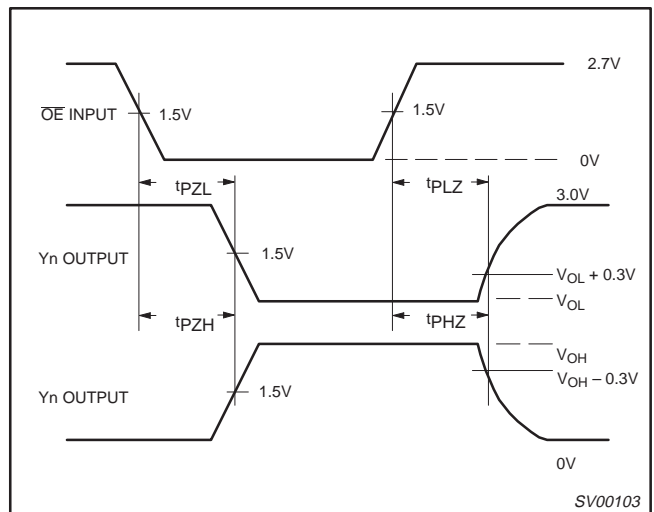 2.7V
OE INPUT
1.5V
1.5V
0V
tPZL
tPLZ
3.0V
Yn OUTPUT
1.5V
VOL + 0.3V
VOL
tPZH
tPHZ
VOH
VOH – 0.3V
Yn OUTPUT
1.5V
0V
SV00103